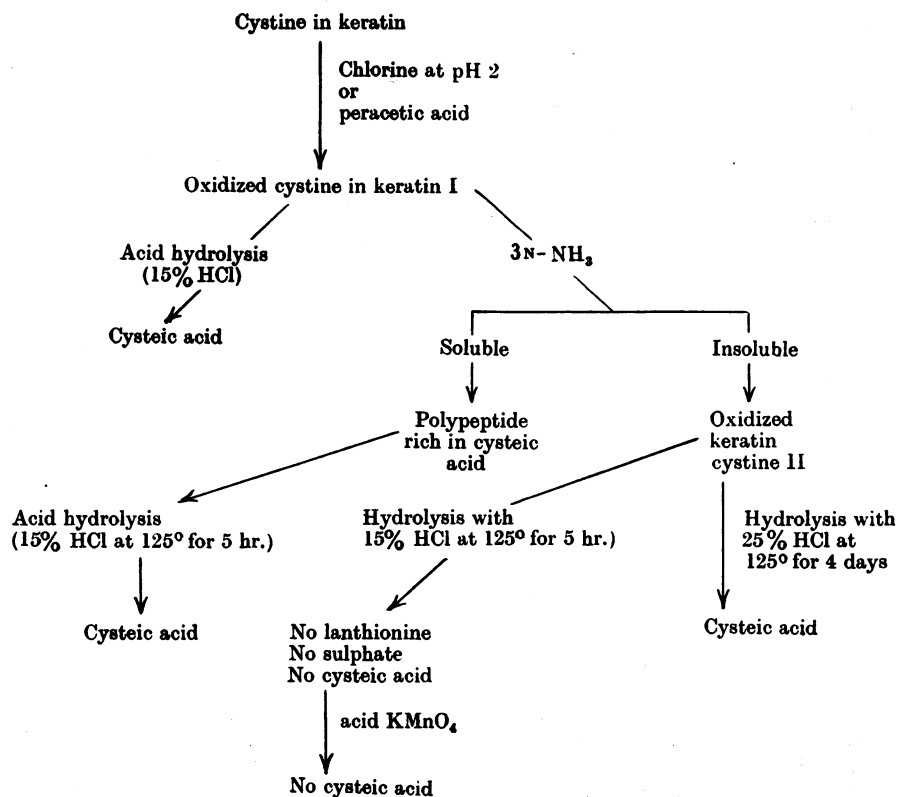 Cystine in keratin
Chlorine at pH 2
or
peracetic acid
Oxidized cystine in keratin I
Acid hydrolysis
(15% HCl)
3N-NH₃
Cysteic acid
Soluble
Insoluble
Polypeptide
rich in cysteic
acid
Oxidized
keratin
cystine II
Acid hydrolysis
(15% HCl at 125° for 5 hr.)
Hydrolysis with
15% HCl at 125° for 5 hr.
Hydrolysis with
25% HCl at
125° for 4 days
Cysteic acid
No lanthionine
No sulphate
No cysteic acid
Cysteic acid
acid KMnO₄
No cysteic acid